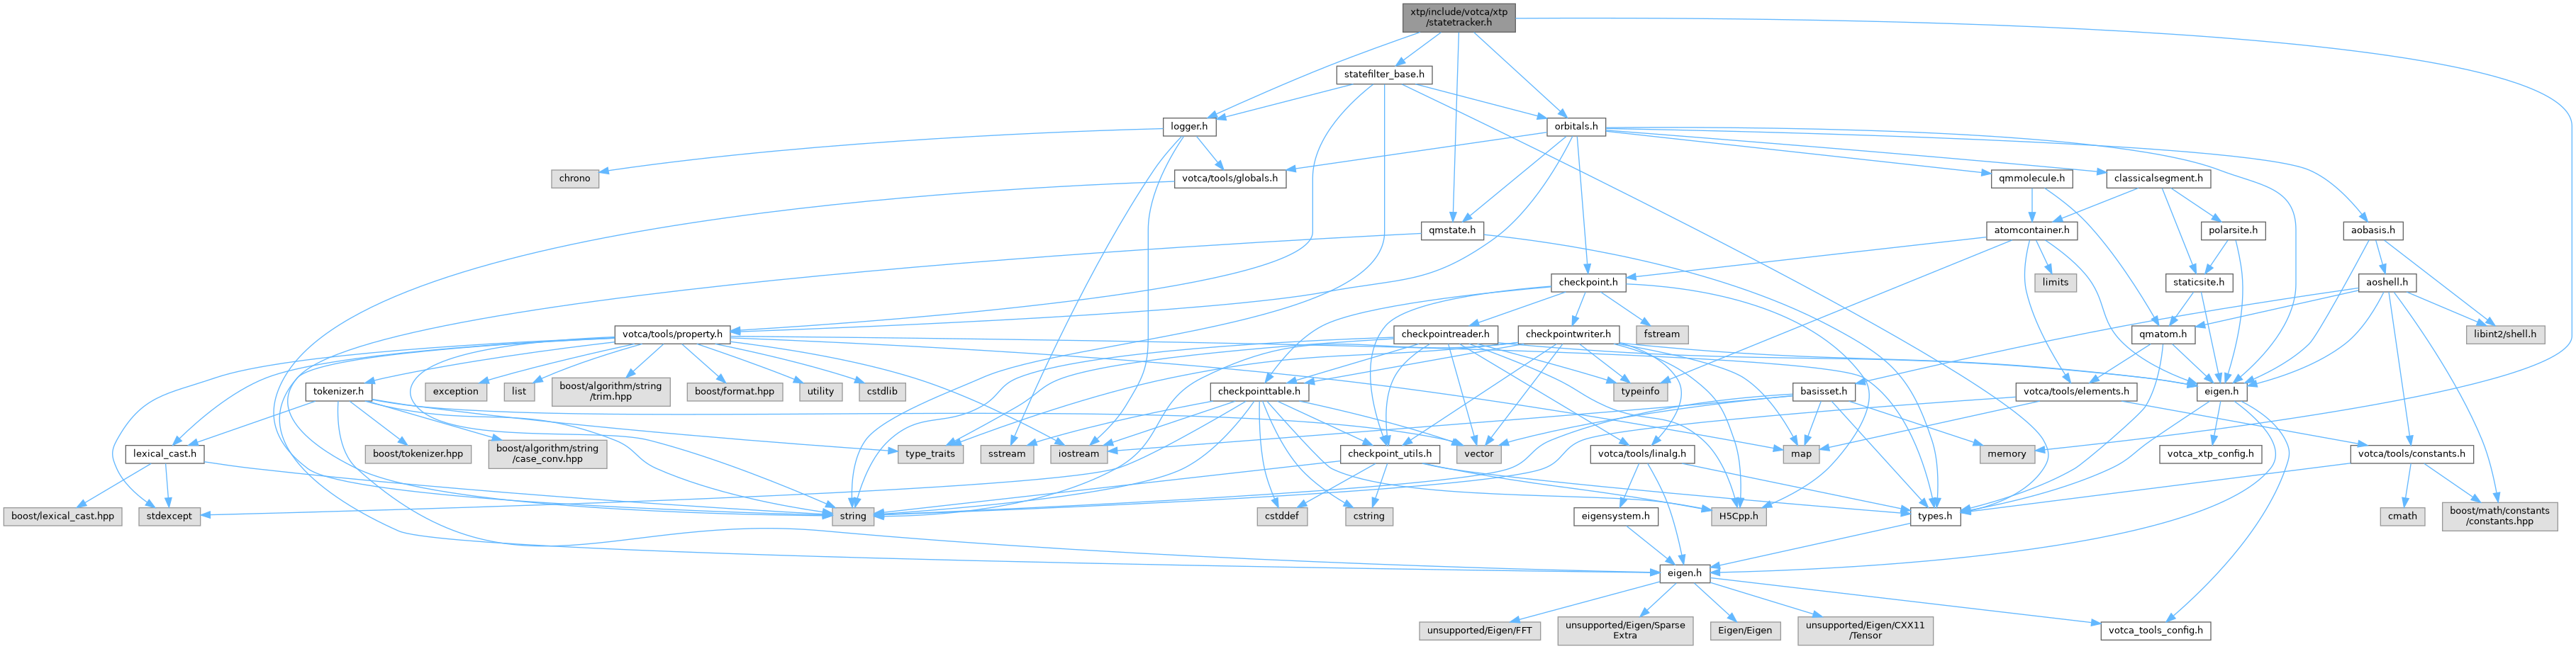 xtp/include/votca/xtp
/statetracker.h
statefilter_base.h
logger.h
orbitals.h
chrono
votca/tools/globals.h
qmmolecule.h
classicalsegment.h
qmstate.h
atomcontainer.h
polarsite.h
aobasis.h
checkpoint.h
limits
staticsite.h
aoshell.h
votca/tools/property.h
checkpointreader.h
checkpointwriter.h
fstream
qmatom.h
libint2/shell.h
tokenizer.h
exception
list
boost/algorithm/string
/trim.hpp
boost/format.hpp
utility
cstdlib
checkpointtable.h
typeinfo
basisset.h
votca/tools/elements.h
eigen.h
lexical_cast.h
boost/tokenizer.hpp
boost/algorithm/string
/case_conv.hpp
type_traits
sstream
iostream
checkpoint_utils.h
vector
votca/tools/linalg.h
map
memory
votca_xtp_config.h
votca/tools/constants.h
boost/lexical_cast.hpp
stdexcept
string
cstddef
cstring
eigensystem.h
H5Cpp.h
types.h
cmath
boost/math/constants
/constants.hpp
eigen.h
unsupported/Eigen/FFT
unsupported/Eigen/Sparse
Extra
Eigen/Eigen
unsupported/Eigen/CXX11
/Tensor
votca_tools_config.h